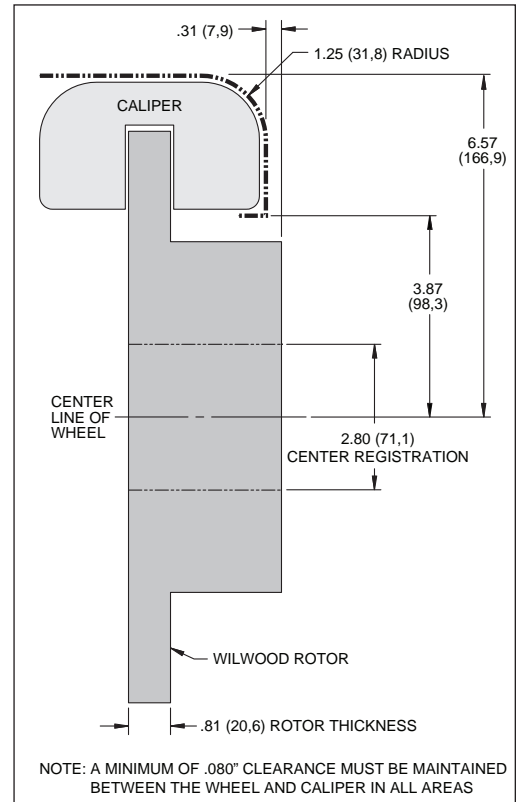 .31 (7,9)
1.25 (31,8) RADIUS
CALIPER
6.57
(166,9)
3.87
(98,3)
CENTER
LINE OF
WHEEL
2.80 (71,1)
CENTER REGISTRATION
WILWOOD ROTOR
.81 (20,6) ROTOR THICKNESS
NOTE: A MINIMUM OF .080" CLEARANCE MUST BE MAINTAINED
BETWEEN THE WHEEL AND CALIPER IN ALL AREAS